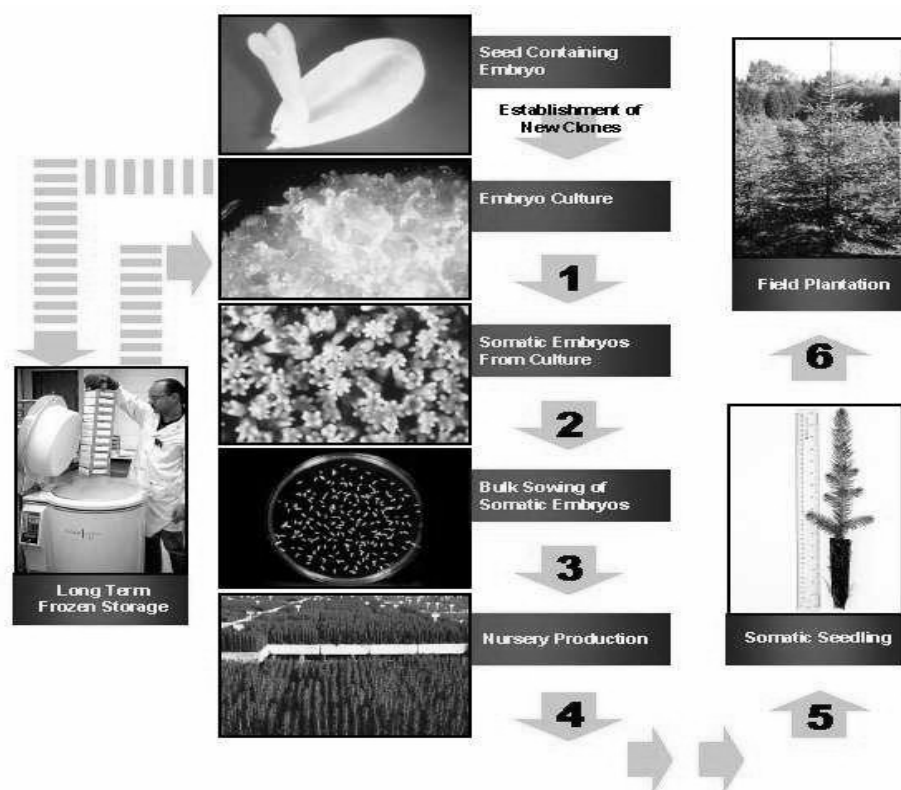 Seed Containing
Embryo
Establishment of
New Clones
Embryo Culture
1
Somatic Embryos
From Culture
2
Bulk Sowing of
Somatic Embryos
3
Nursery Production
4
5
Somatic Seedling
6
Field Plantation
Long Term
Frozen Storage